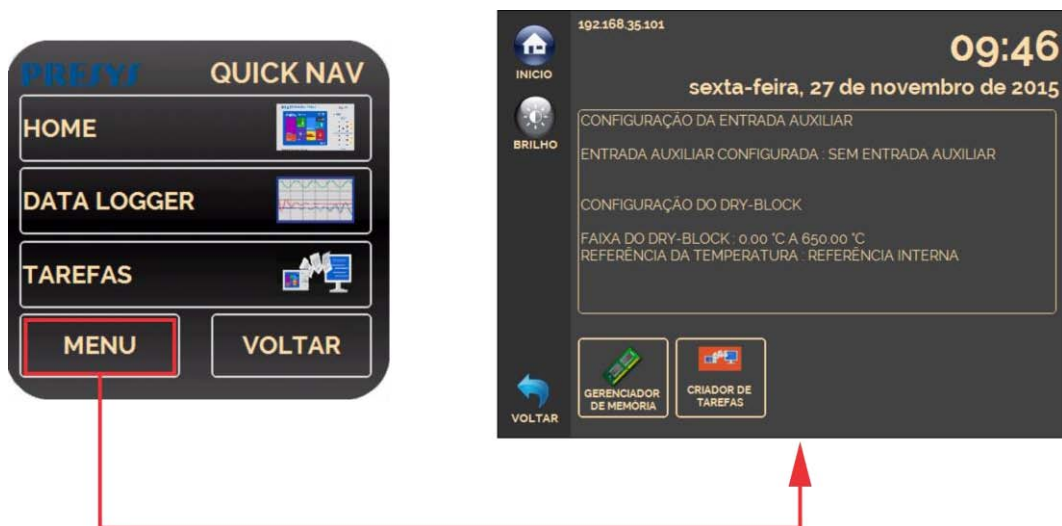 PRESYS QUICK NAV
HOME
DATA LOGGER
TAREFAS
MENU
VOLTAR
192.168.35.101
09:46
sexta-feira, 27 de novembro de 2015
INICIO
BRILHO
CONFIGURAÇÃO DA ENTRADA AUXILIAR
ENTRADA AUXILIAR CONFIGURADA : SEM ENTRADA AUXILIAR
CONFIGURAÇÃO DO DRY-BLOCK
FAIXA DO DRY-BLOCK : 0.00 °C A 650.00 °C
REFERÊNCIA DA TEMPERATURA : REFERÊNCIA INTERNA
GERENCIADOR
DE MEMÓRIA
CRIADOR DE
TAREFAS
VOLTAR